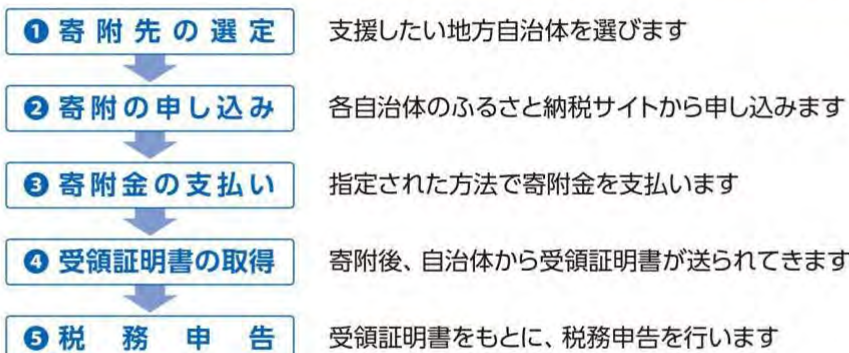 ❶寄附先の選定 支援したい地方自治体を選びます
❷寄附の申し込み 各自治体のふるさと納税サイトから申し込みます
❸寄附金の支払い 指定された方法で寄附金を支払います
❹受領証明書の取得 寄附後、自治体から受領証明書が送られてきます
❺税務申告 受領証明書をもとに、税務申告を行います